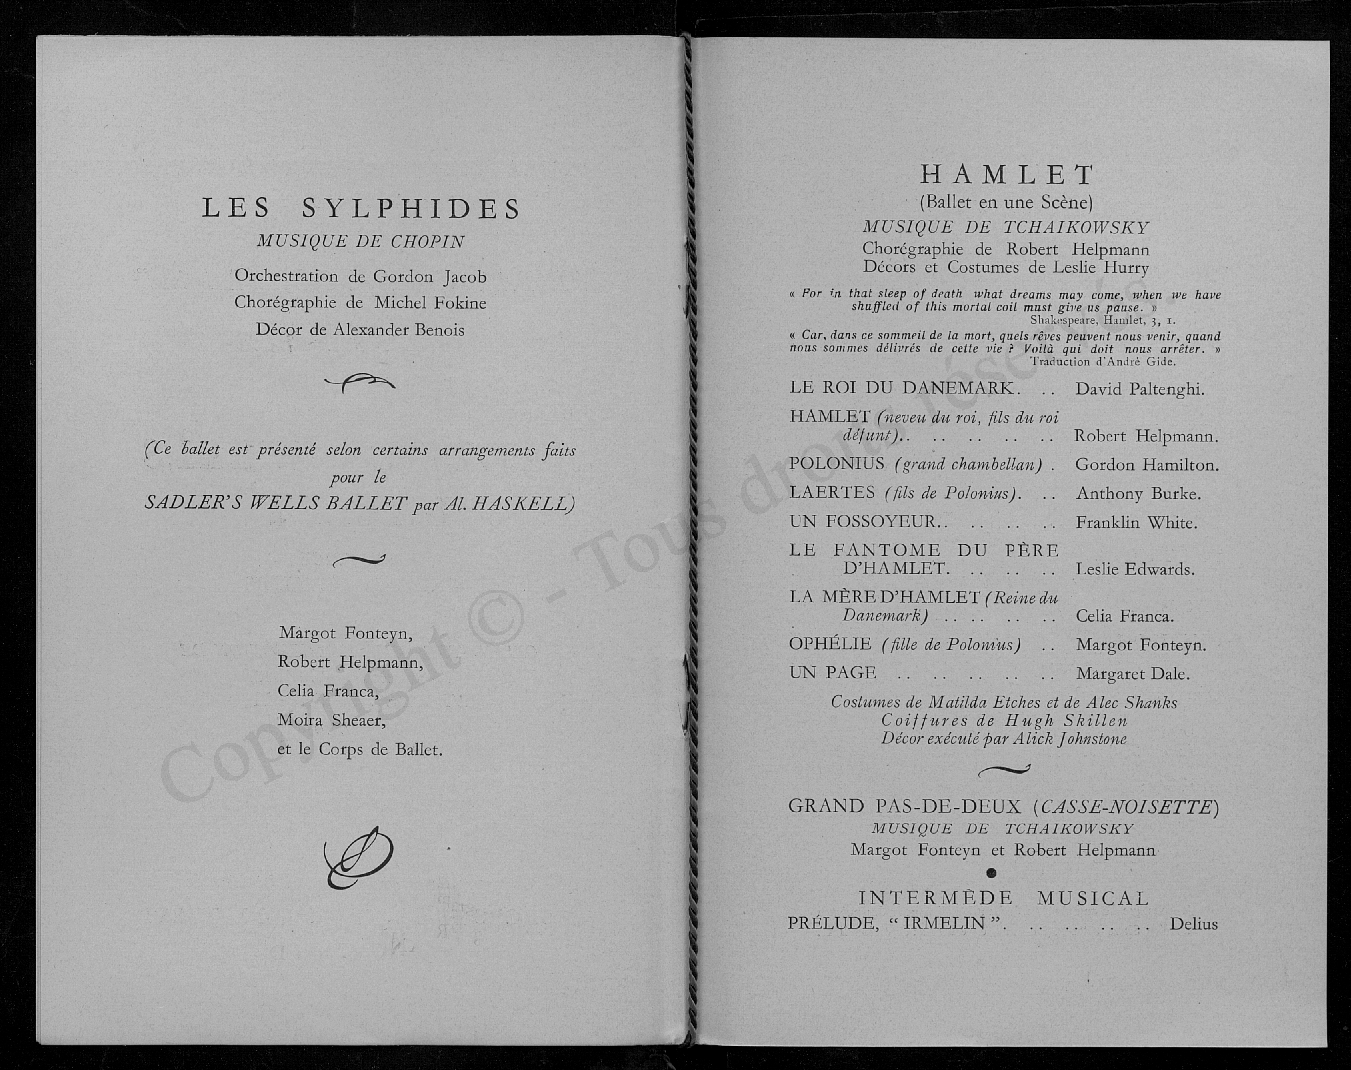 LES SYLPHIDES
MUSIQUE DE CHOPIN
Orchestration de Gordon Jacob
Chorégraphie de Michel Fokine
Décor de Alexander Benois
(Ce ballet est présenté selon certains arrangements faits
pour le
SADLER'S WELLS BALLET par Al. HASKELL)
Margot Fonteyn,
Robert Helpmann,
Celia Franca,
Moira Sheaer,
et le Corps de Ballet.
HAMLET
(Ballet en une Scène)
MUSIQUE DE TCHAIKOWSKY
Chorégraphie de Robert Helpmann
Décors et Costumes de Leslie Hurry
« For in that sleep of death what dreams may come, when we have
shuffled of this mortal coil must give us pause. »
Shakespeare, Hamlet, 3, 1.
« Car, dans ce sommeil de la mort, quels rêves peuvent nous venir, quand
nous sommes délivrés de cette vie ? Voilà qui doit nous arrêter. »
Traduction d'André Gide.
LE ROI DU DANEMARK. .. David Paltenghi.
HAMLET (neveu du roi, fils du roi
défunt).. .. .. .. .. .. Robert Helpmann.
POLONIUS (grand chambellan) . Gordon Hamilton.
LAERTES (fils de Polonius). .. Anthony Burke.
UN FOSSOYEUR.. .. .. .. .. Franklin White.
LE FANTOME DU PÈRE
D'HAMLET. .. .. .. .. Leslie Edwards.
LA MÈRE D'HAMLET (Reine du
Danemark) .. .. .. .. .. Celia Franca.
OPHÉLIE (fille de Polonius) .. Margot Fonteyn.
UN PAGE .. .. .. .. .. .. Margaret Dale.
Costumes de Matilda Etches et de Alec Shanks
Coiffures de Hugh Skillen
Décor exécuté par Alick Johnstone
GRAND PAS-DE-DEUX (CASSE-NOISETTE)
MUSIQUE DE TCHAIKOWSKY
Margot Fonteyn et Robert Helpmann
INTERMÈDE MUSICAL
PRÉLUDE, “ IRMELIN ”. .. .. .. .. Delius
Copyright © - Tous droits réservés